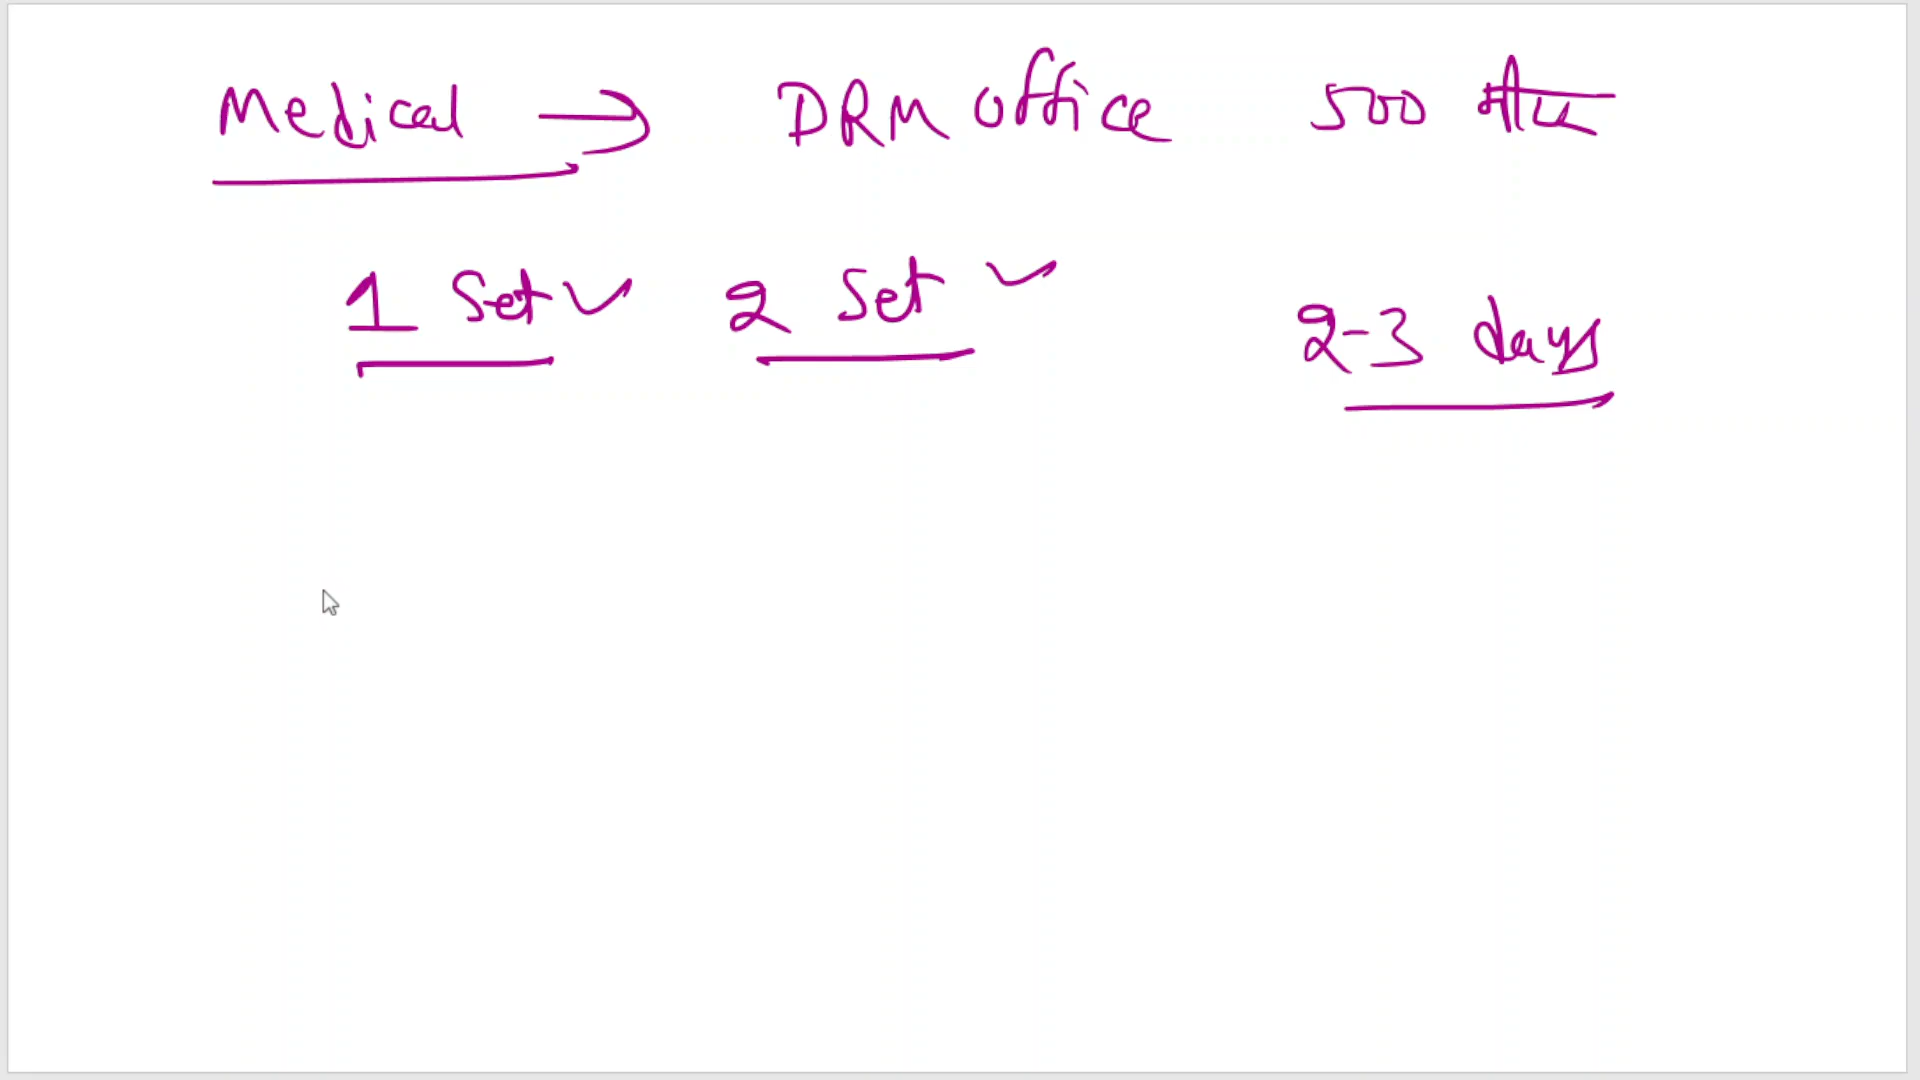 Medical → DRM office 500
1 Set ✓ 2 Set ✓
2-3 days